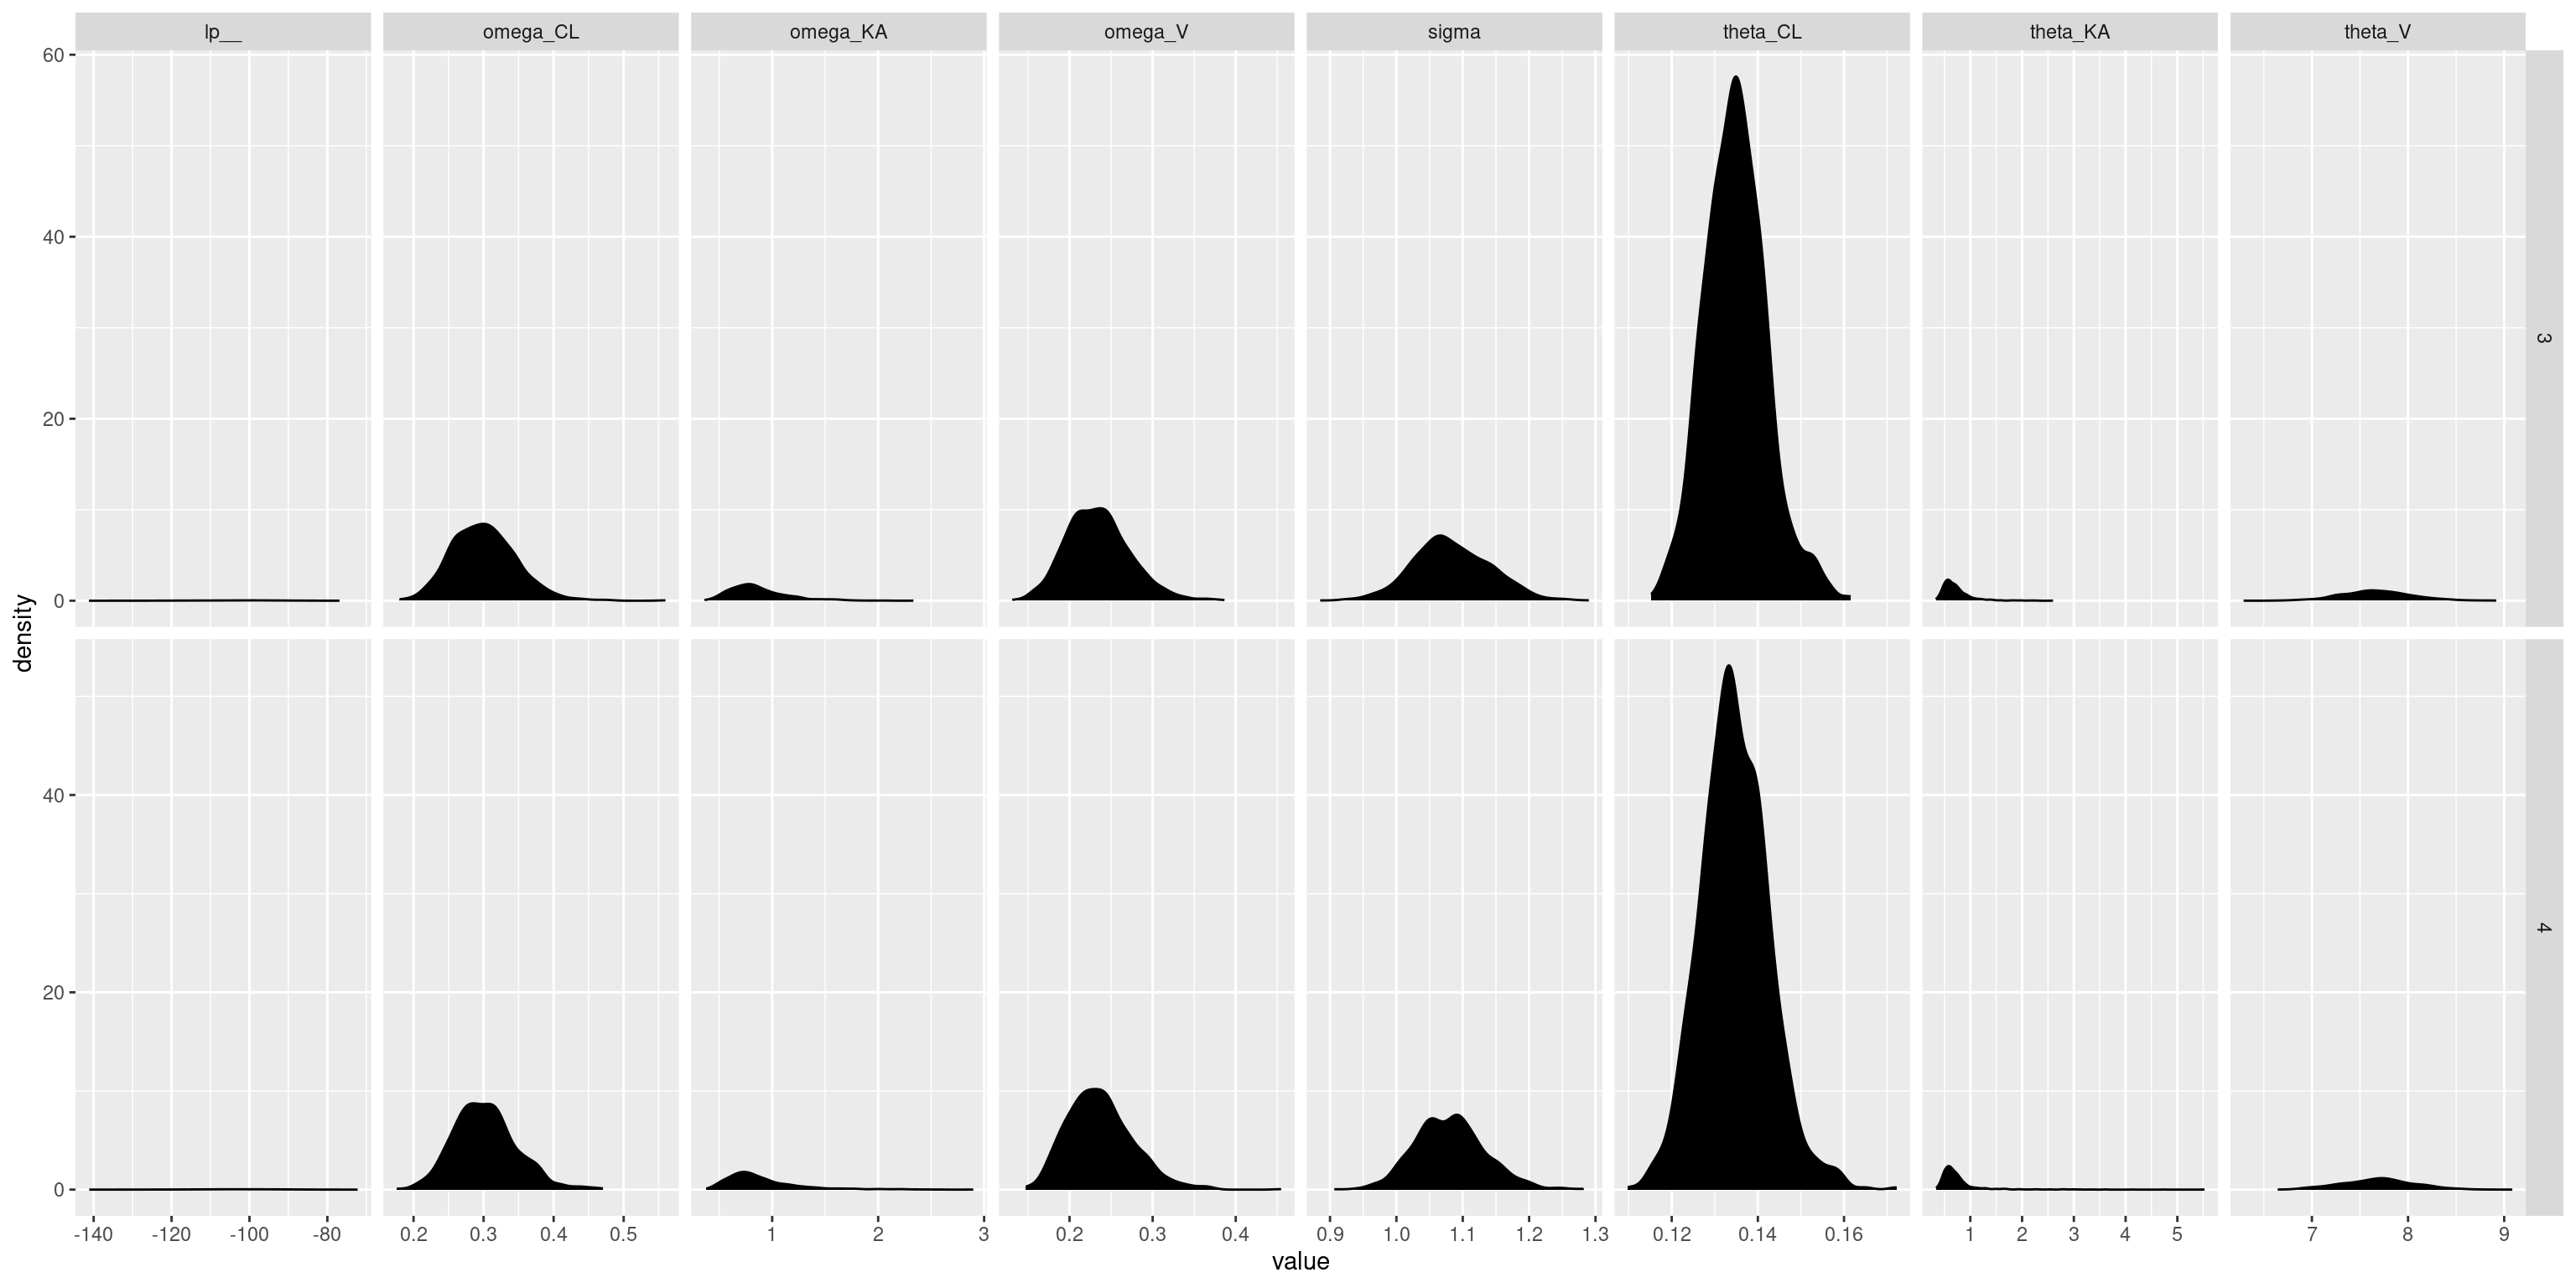 lp__ omega_CL omega_KA omega_V sigma theta_CL theta_KA theta_V
60
40
20
0
3
density
40
20
0
4
-140 -120 -100 -80 0.2 0.3 0.4 0.5 1 2 3 0.2 0.3 0.4 0.9 1.0 1.1 1.2 1.3 0.12 0.14 0.16 1 2 3 4 5 7 8 9
value